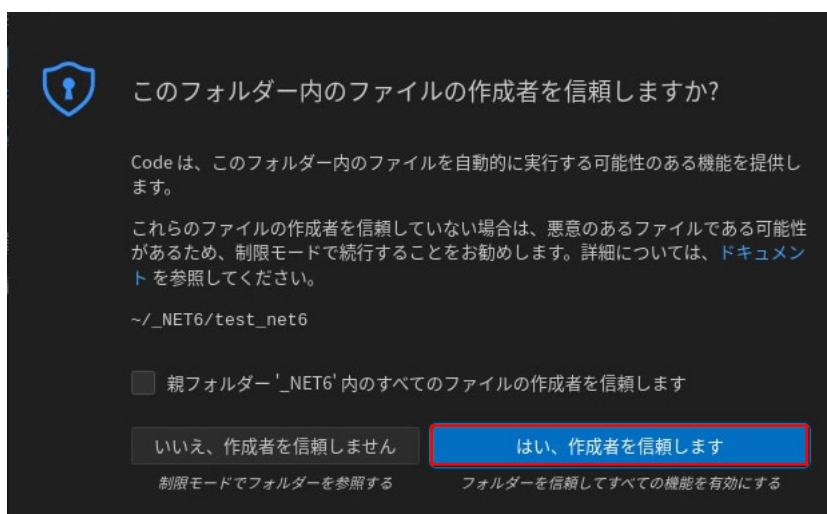 このフォルダー内のファイルの作成者を信頼しますか?
Code は、このフォルダー内のファイルを自動的に実行する可能性のある機能を提供し
ます。
これらのファイルの作成者を信頼していない場合は、悪意のあるファイルである可能性
があるため、制限モードで続行することをお勧めします。詳細については、ドキュメン
ト を参照してください。
~/_NET6/test_net6
親フォルダー '_NET6' 内のすべてのファイルの作成者を信頼します
いいえ、作成者を信頼しません
はい、作成者を信頼します
制限モードでフォルダーを参照する
フォルダーを信頼してすべての機能を有効にする